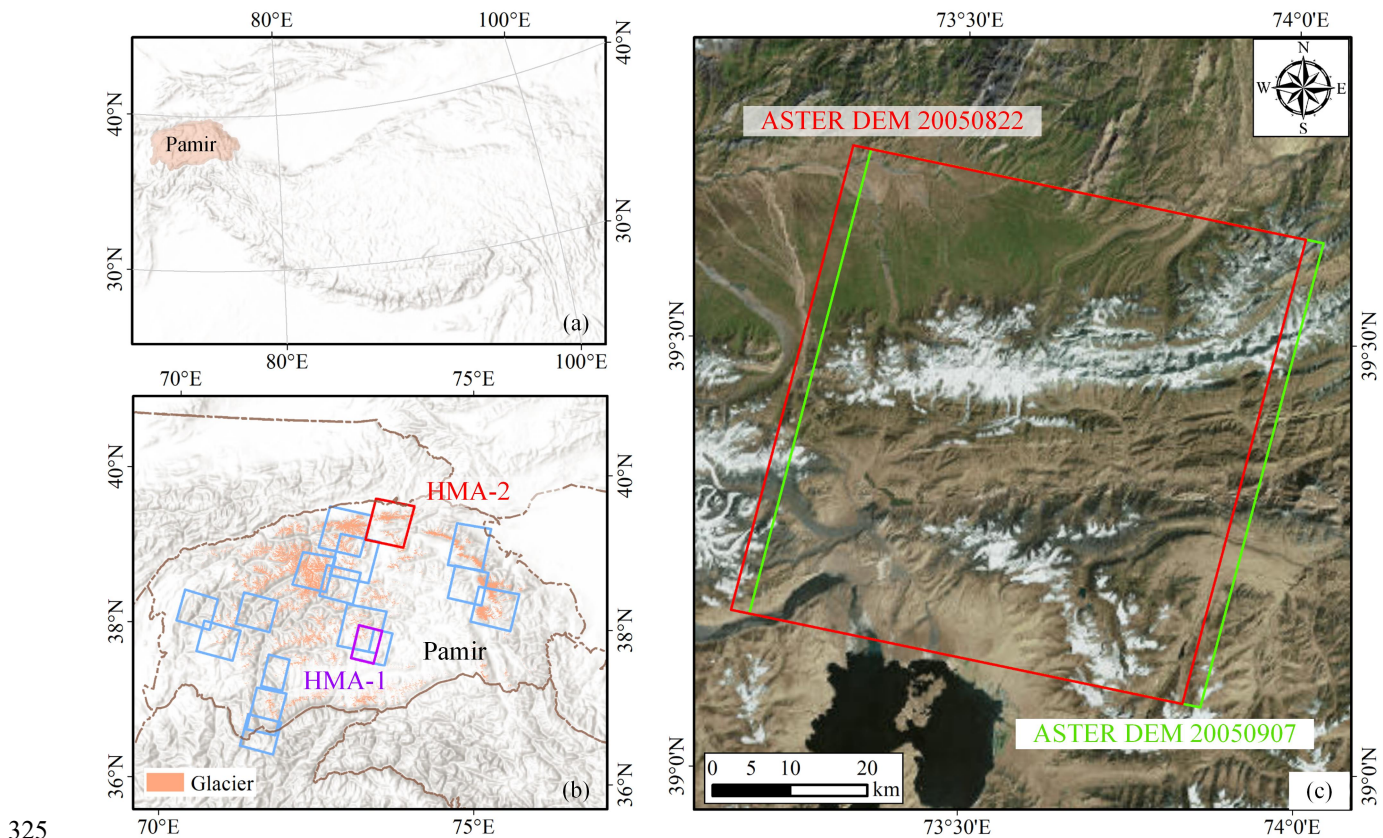 80°E
100°E
40°N
40°N
Pamir
30°N
30°N
(a)
80°E
100°E
70°E
75°E
40°N
40°N
HMA-2
38°N
38°N
Pamir
HMA-1
36°N
36°N
Glacier
(b)
70°E
75°E
73°30'E
74°0'E
N
W
E
S
ASTER DEM 20050822
39°30'N
39°30'N
ASTER DEM 20050907
39°0'N
39°0'N
0 5 10 20
km
(c)
73°30'E
74°0'E
325